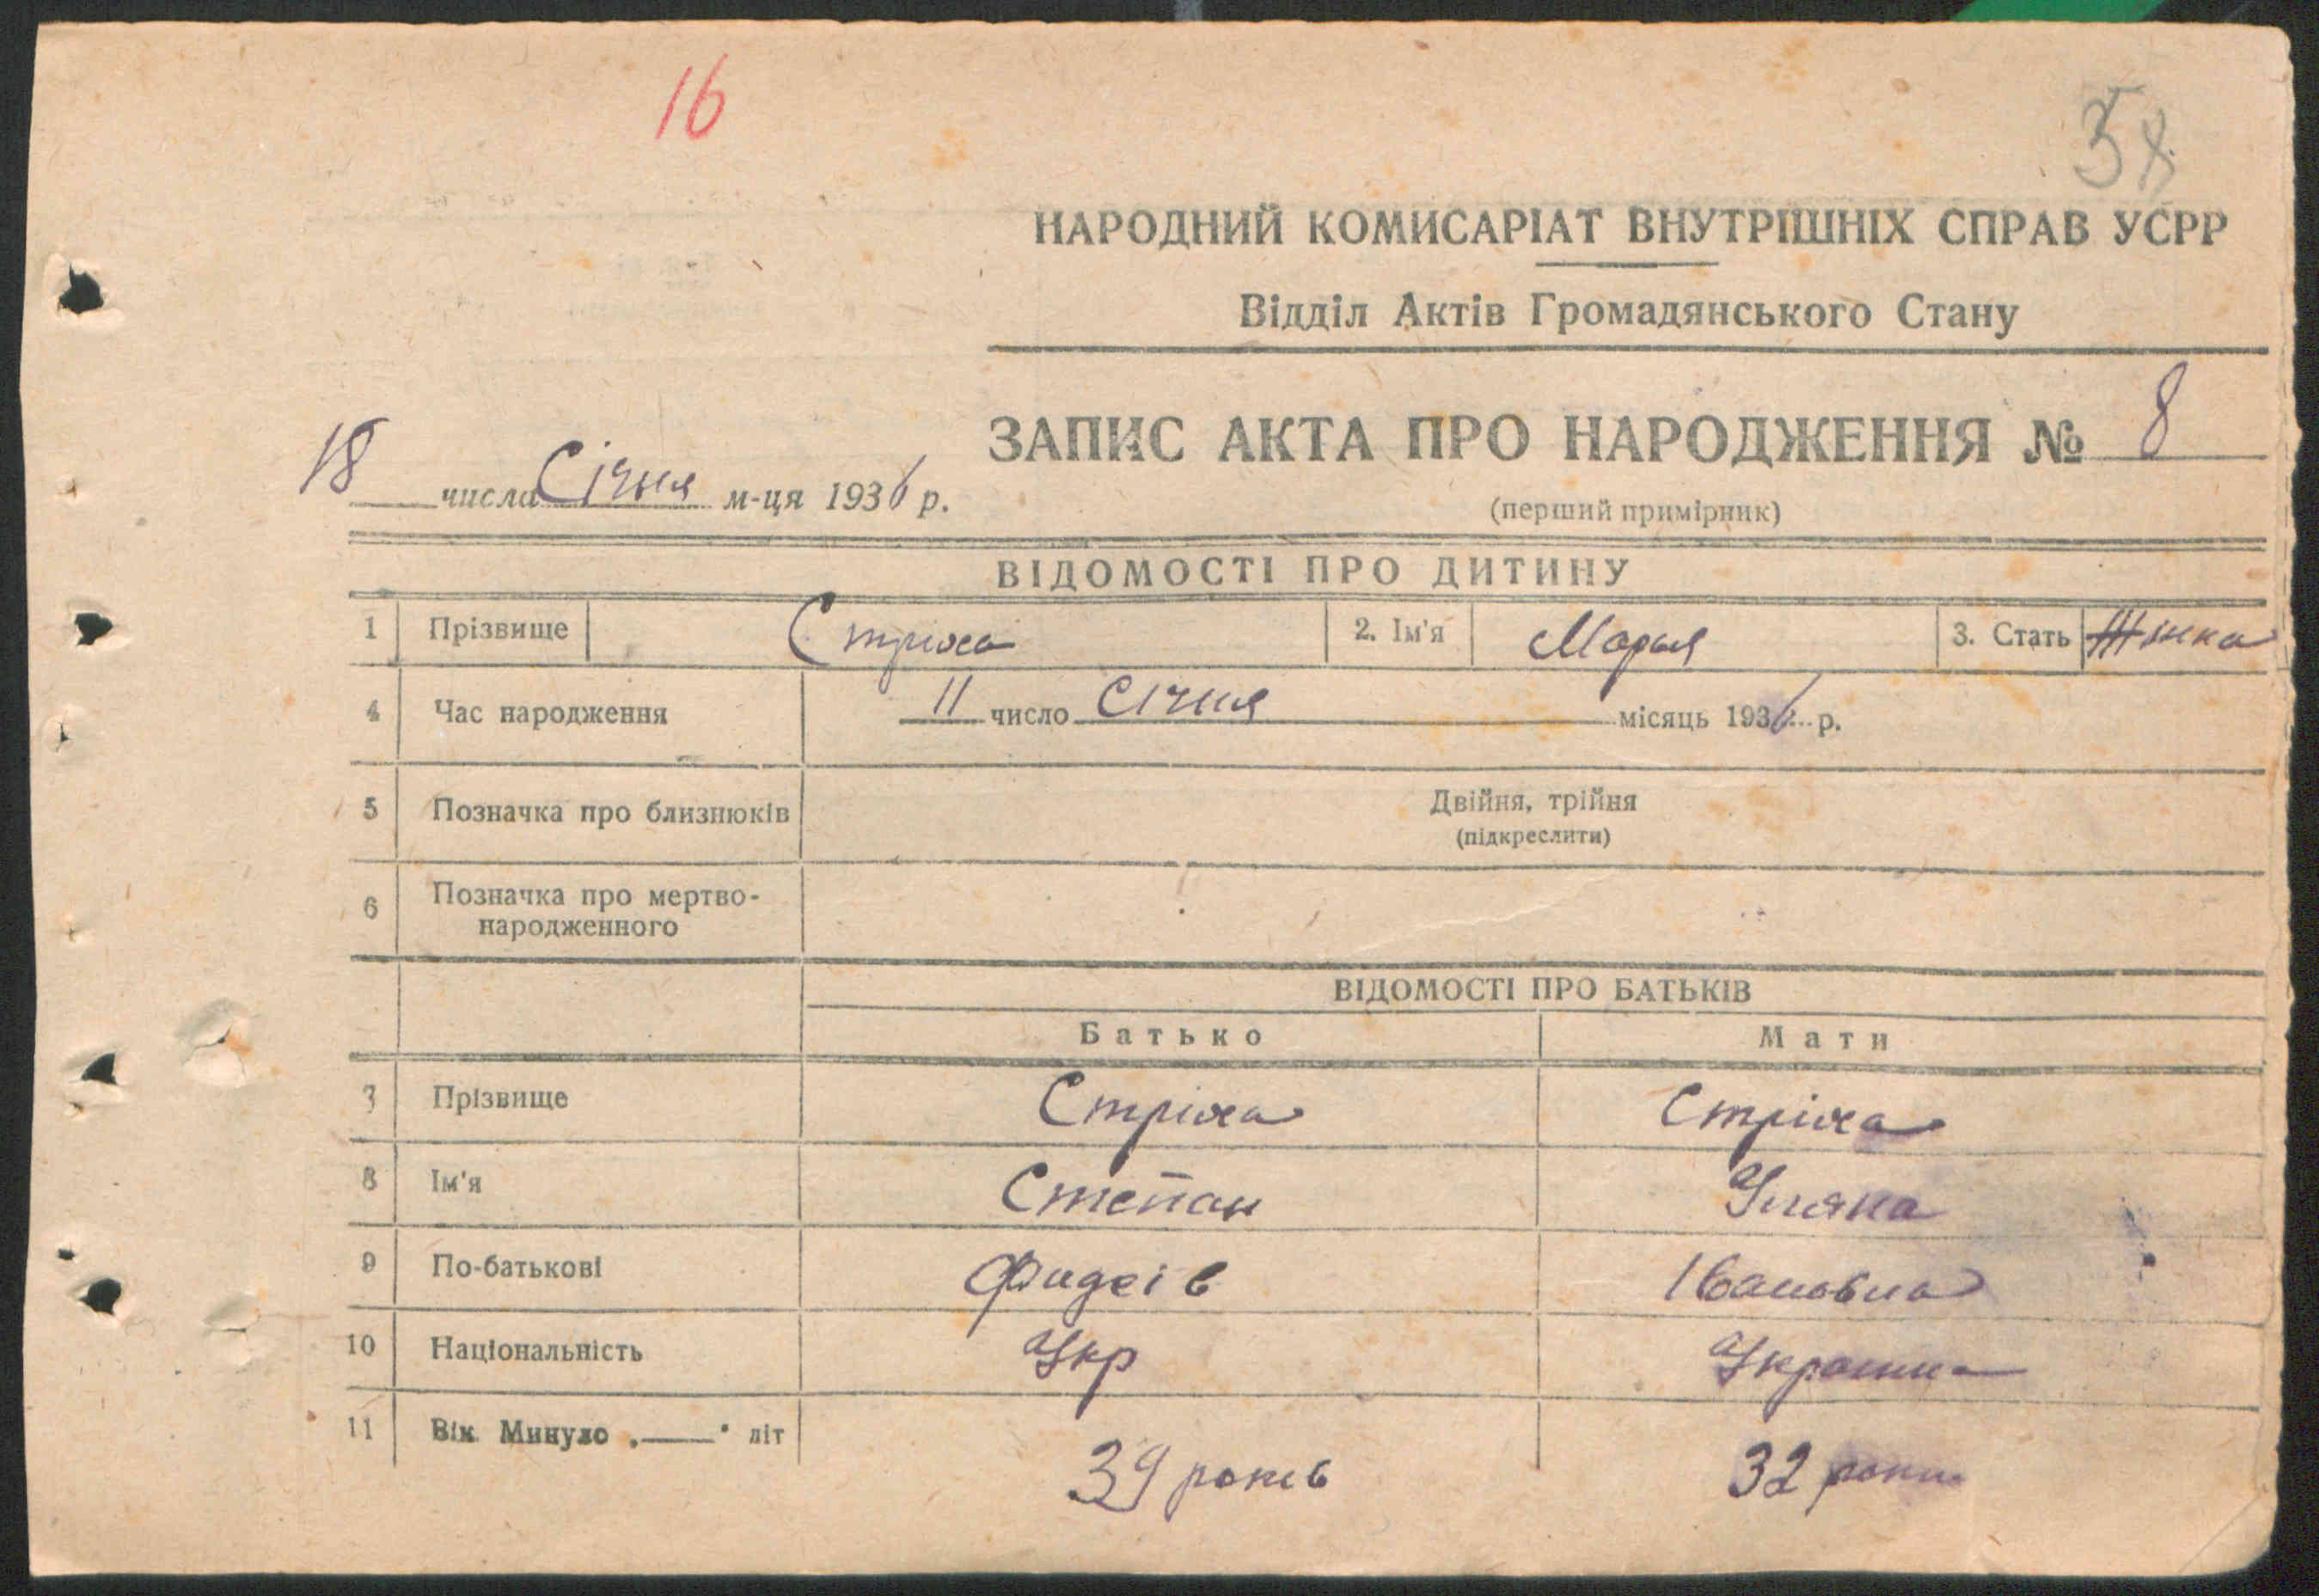 16
58
НАРОДНИЙ КОМИСАРІАТ ВНУТРІШНІХ СПРАВ УСРР
Відділ Актів Громадянського Стану
ЗАПИС АКТА ПРО НАРОДЖЕННЯ № 8
18 числа Січня м-ця 1936 р.
(перший примірник)
ВІДОМОСТІ ПРО ДИТИНУ
1 Прізвище Стріха 2. Ім'я Мария 3. Стать Жінка
4 Час народження 11 число Січня місяць 1936 р.
5 Позначка про близнюків Двійня, трійня
(підкреслити)
6 Позначка про мертво-
народженного
ВІДОМОСТІ ПРО БАТЬКІВ
Батько Мати
7 Прізвище Стріха Стріха
8 Ім'я Степан Уляна
9 По-батькові Фидеів Івановна
10 Національність Укр
11 Вік Минуло „——" літ 39 років 32 роки